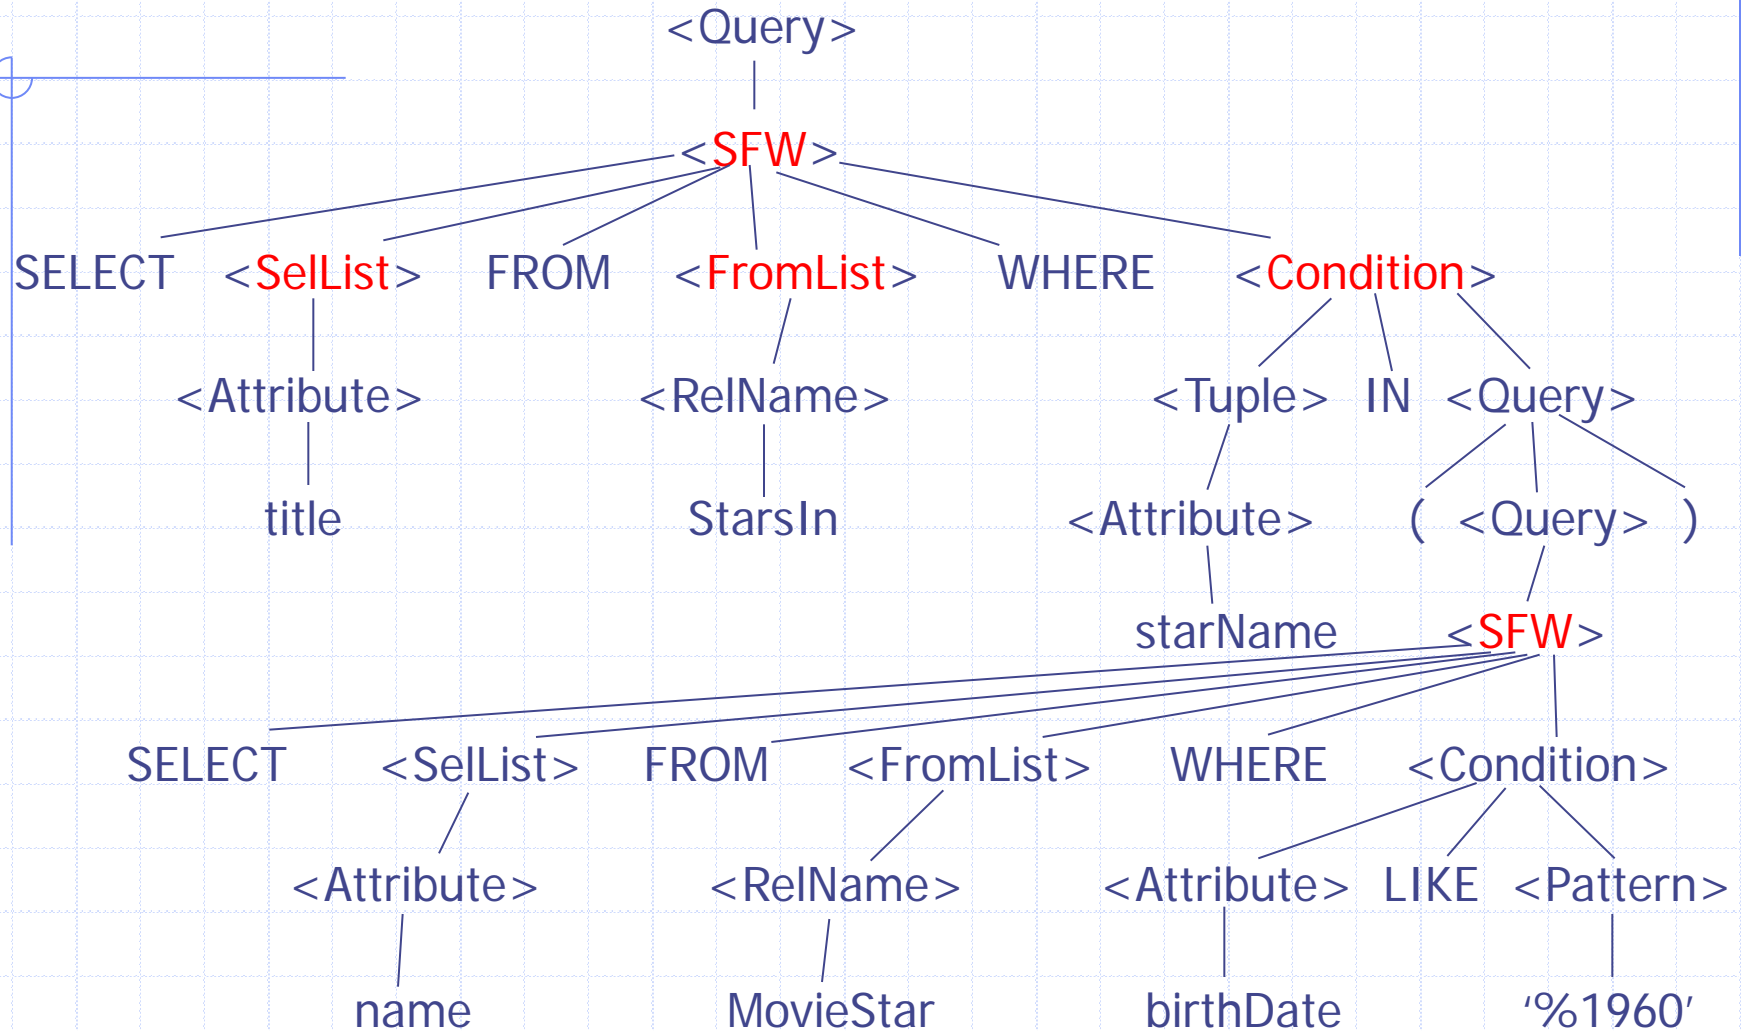 <Query>
<SFW>
SELECT <SelList> FROM <FromList> WHERE <Condition>
<Attribute> <RelName> <Tuple> IN <Query>
title StarsIn <Attribute> ( <Query> )
starName <SFW>
SELECT <SelList> FROM <FromList> WHERE <Condition>
<Attribute> <RelName> <Attribute> LIKE <Pattern>
name MovieStar birthDate ‘%1960’